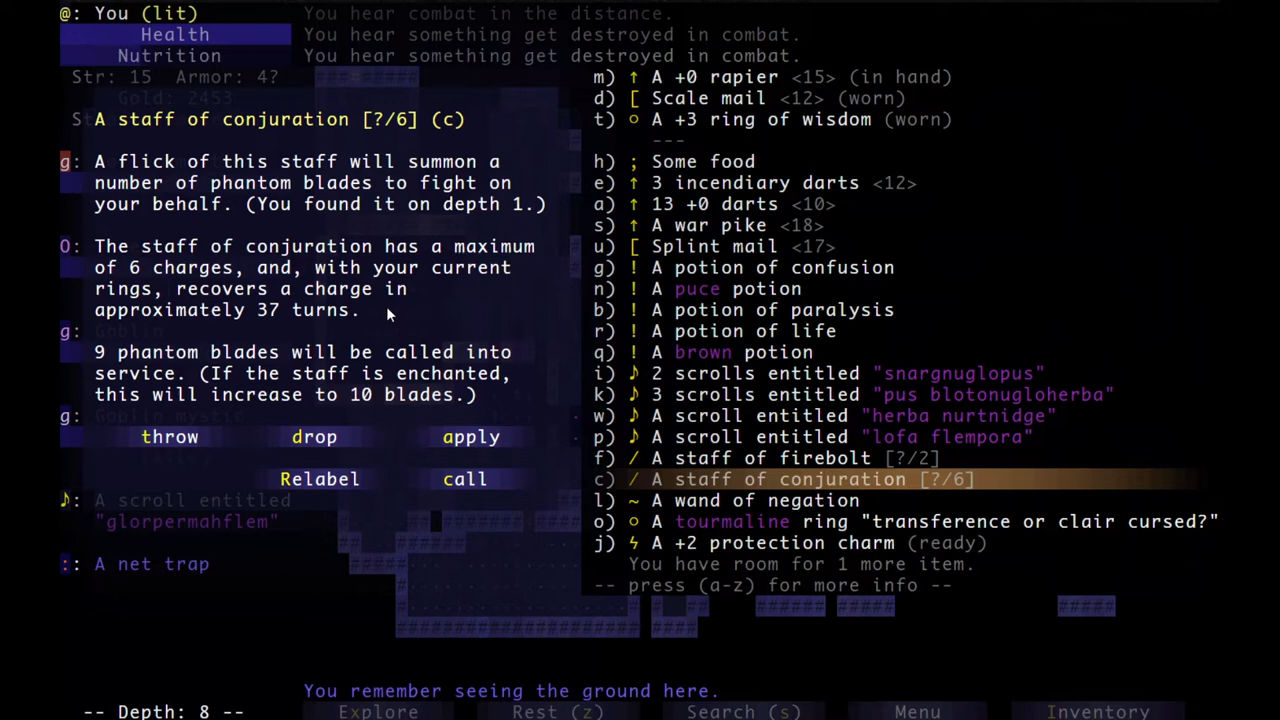 @: You (lit)
You hear combat in the distance.
Health
You hear something get destroyed in combat.
Nutrition
You hear something get destroyed in combat.
Str: 15 Armor: 4?
Gold: 2453
A staff of conjuration [?/6] (c)
g: A flick of this staff will summon a
number of phantom blades to fight on
your behalf. (You found it on depth 1.)
O: The staff of conjuration has a maximum
of 6 charges, and, with your current
rings, recovers a charge in
approximately 37 turns.
g: Goblin
9 phantom blades will be called into
service. (If the staff is enchanted,
this will increase to 10 blades.)
g: Goblin mystic
throw drop apply
Relabel call
♪: A scroll entitled
"glorpermahflem"
:: A net trap
m) ↑ A +0 rapier <15> (in hand)
d) [ Scale mail <12> (worn)
t) ○ A +3 ring of wisdom (worn)
---
h) ; Some food
e) ↑ 3 incendiary darts <12>
a) ↑ 13 +0 darts <10>
s) ↑ A war pike <18>
u) [ Splint mail <17>
g) ! A potion of confusion
n) ! A puce potion
b) ! A potion of paralysis
r) ! A potion of life
q) ! A brown potion
i) ♪ 2 scrolls entitled "snargnuglopus"
k) ♪ 3 scrolls entitled "pus blotonugloherba"
w) ♪ A scroll entitled "herba nurtnidge"
p) ♪ A scroll entitled "lofa flempora"
f) / A staff of firebolt [?/2]
c) / A staff of conjuration [?/6]
l) ~ A wand of negation
o) ○ A tourmaline ring "transference or clair cursed?"
j) ϟ A +2 protection charm (ready)
You have room for 1 more item.
-- press (a-z) for more info --
You remember seeing the ground here.
-- Depth: 8 -- Explore Rest (z) Search (s) Menu Inventory